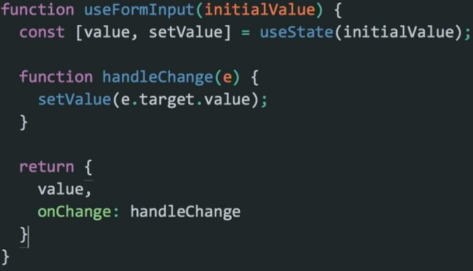 function useFormInput(initialValue) {
  const [value, setValue] = useState(initialValue);
  function handleChange(e) {
    setValue(e.target.value);
  }
  return {
    value,
    onChange: handleChange
  }
}